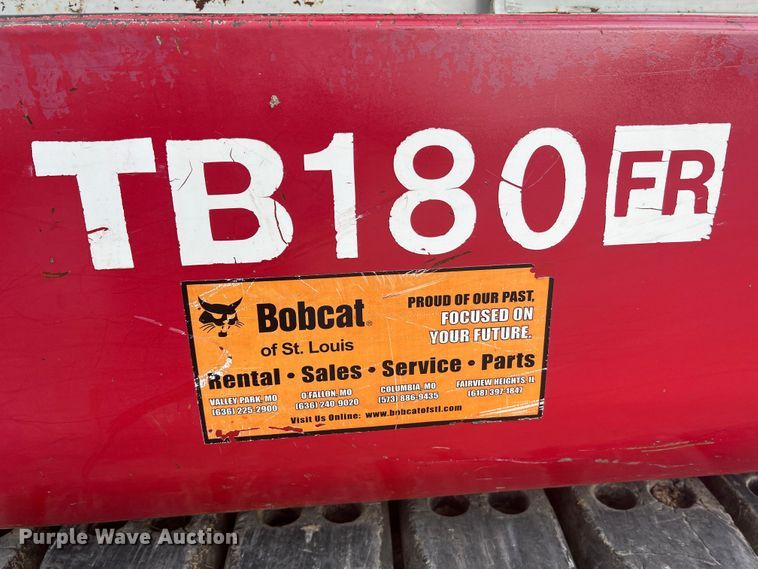 TB180 FR
Bobcat®
of St. Louis
PROUD OF OUR PAST,
FOCUSED ON
YOUR FUTURE.
Rental • Sales • Service • Parts
VALLEY PARK, MO
(636) 225-2900
O'FALLON, MO
(636) 240-9020
COLUMBIA, MO
(573) 886-9435
FAIRVIEW HEIGHTS, IL
(618) 397-1847
Visit Us Online: www.bobcatofstl.com
Purple Wave Auction